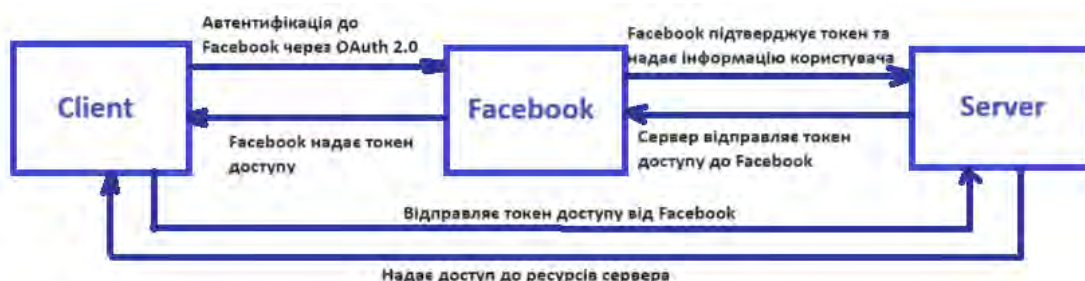 Автентифікація до
Facebook через OAuth 2.0
Facebook підтверджує токен та
надає інформацію користувача
Client
Facebook
Server
Facebook надає токен
доступу
Сервер відправляє токен
доступу до Facebook
Відправляє токен доступу від Facebook
Надає доступ до ресурсів сервера